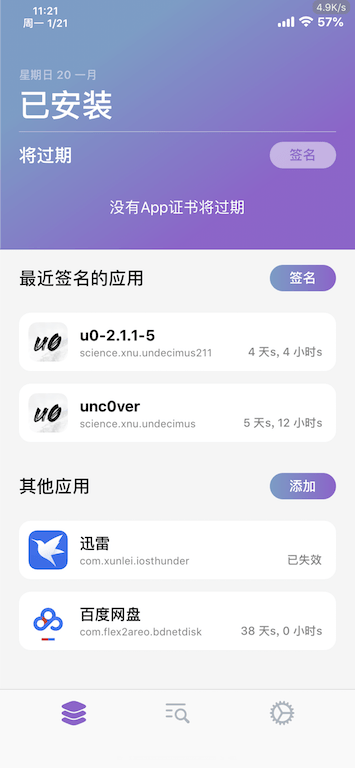 4.9K/s
11:21
周一 1/21
57%
星期日 20 一月
已安装
将过期
签名
没有App证书将过期
最近签名的应用
签名
u0
u0-2.1.1-5
science.xnu.undecimus211
4 天s, 4 小时s
u0
unc0ver
science.xnu.undecimus
5 天s, 12 小时s
其他应用
添加
迅雷
com.xunlei.iosthunder
已失效
百度网盘
com.flex2areo.bdnetdisk
38 天s, 0 小时s